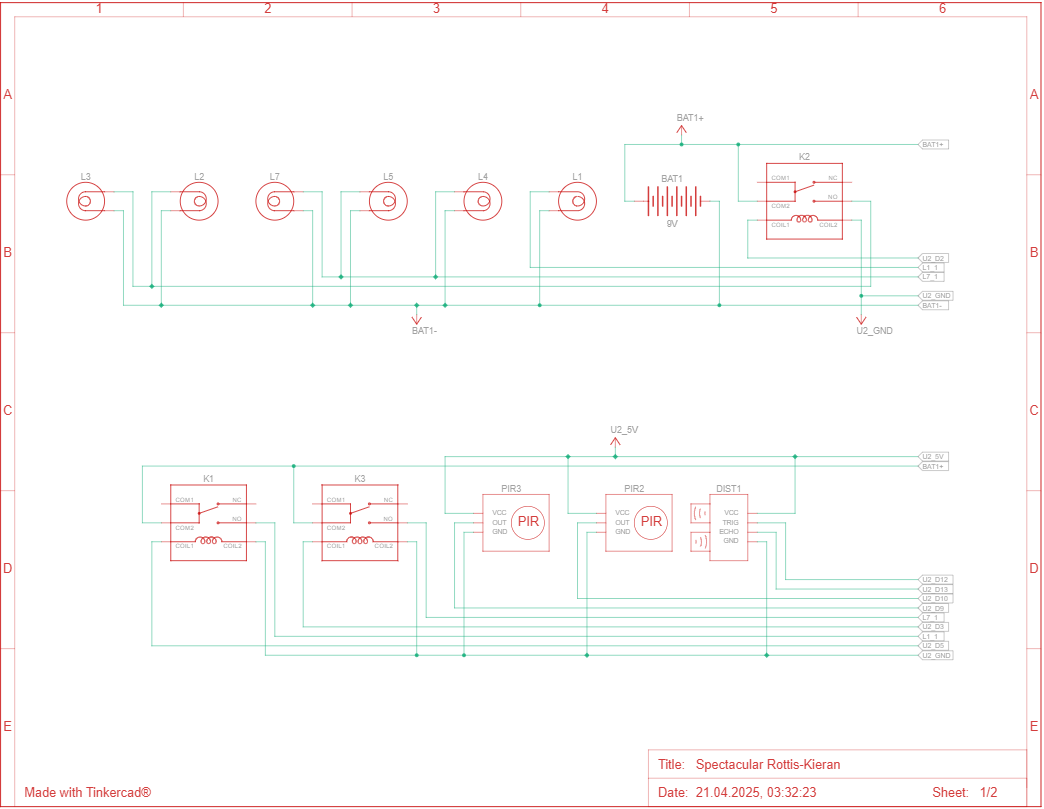 1 2 3 4 5 6
A A
BAT1+
BAT1+
K2
L3 L2 L7 L5 L4 L1 BAT1
COM1 NC
NO
COM2
9V
COIL1 COIL2
B B
U2_D2
L1_1
L7_1
U2_GND
BAT1-
BAT1- U2_GND
C C
U2_5V
U2_5V
BAT1+
K1 K3 PIR3 PIR2 DIST1
COM1 NC COM1 NC
VCC VCC VCC
NO NO OUT PIR OUT PIR TRIG
COM2 COM2 GND GND ECHO
GND
COIL1 COIL2 COIL1 COIL2
D D
U2_D12
U2_D13
U2_D10
U2_D9
L7_1
U2_D3
L1_1
U2_D5
U2_GND
E E
Title: Spectacular Rottis-Kieran
Made with Tinkercad® Date: 21.04.2025, 03:32:23 Sheet: 1/2